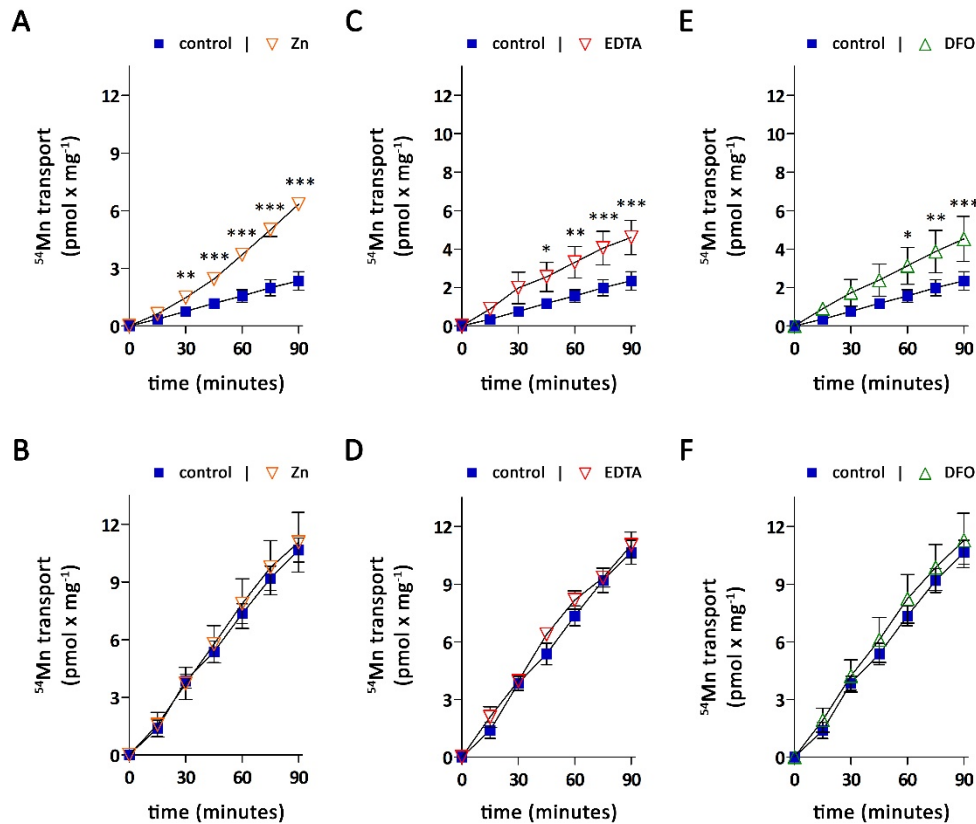 A
control | Zn
⁵⁴Mn transport
(pmol x mg⁻¹)
12
9
6
3
0
** *** *** *** ***
0 30 60 90
time (minutes)
C
control | EDTA
⁵⁴Mn transport
(pmol x mg⁻¹)
12
10
8
6
4
2
0
* ** *** ***
0 30 60 90
time (minutes)
E
control | DFO
⁵⁴Mn transport
(pmol x mg⁻¹)
12
10
8
6
4
2
0
* ** ***
0 30 60 90
time (minutes)
B
control | Zn
⁵⁴Mn transport
(pmol x mg⁻¹)
12
9
6
3
0
0 30 60 90
time (minutes)
D
control | EDTA
⁵⁴Mn transport
(pmol x mg⁻¹)
12
9
6
3
0
0 30 60 90
time (minutes)
F
control | DFO
⁵⁴Mn transport
(pmol x mg⁻¹)
12
9
6
3
0
0 30 60 90
time (minutes)